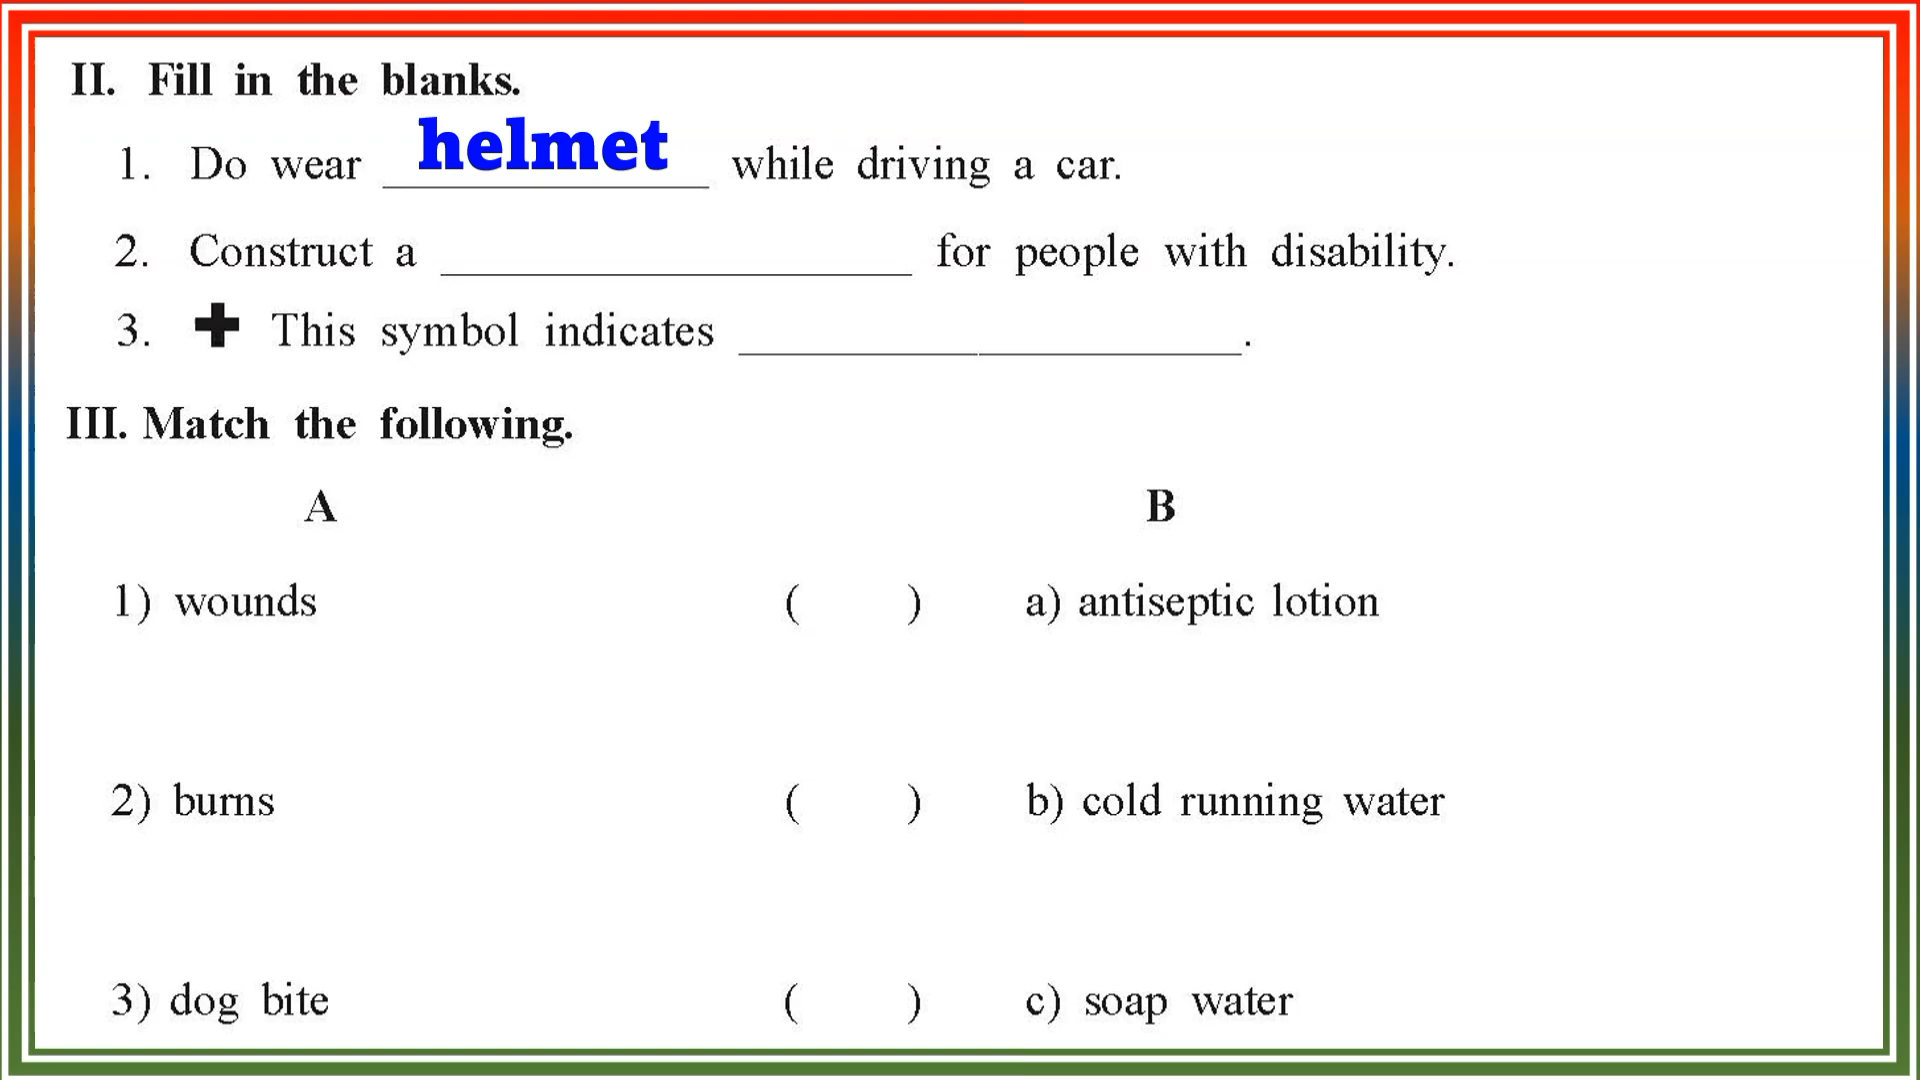 II. Fill in the blanks.
1. Do wear helmet while driving a car.
2. Construct a ____________ for people with disability.
3. ✚ This symbol indicates ____________.
III. Match the following.
A B
1) wounds ( ) a) antiseptic lotion
2) burns ( ) b) cold running water
3) dog bite ( ) c) soap water